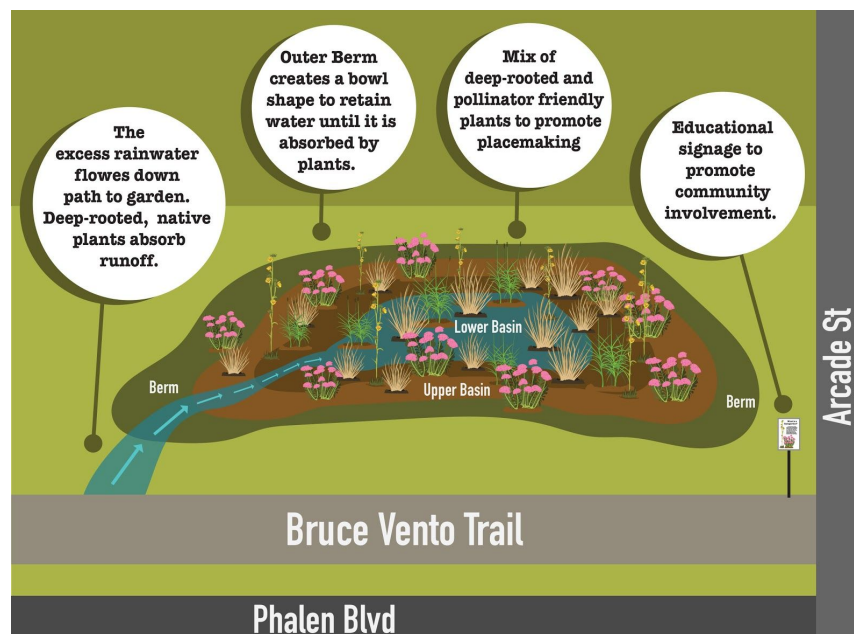 The
excess rainwater
flowes down
path to garden.
Deep-rooted, native
plants absorb
runoff.
Outer Berm
creates a bowl
shape to retain
water until it is
absorbed by
plants.
Mix of
deep-rooted and
pollinator friendly
plants to promote
placemaking
Educational
signage to
promote
community
involvement.
Lower Basin
Upper Basin
Berm
Berm
Arcade St
Bruce Vento Trail
Phalen Blvd